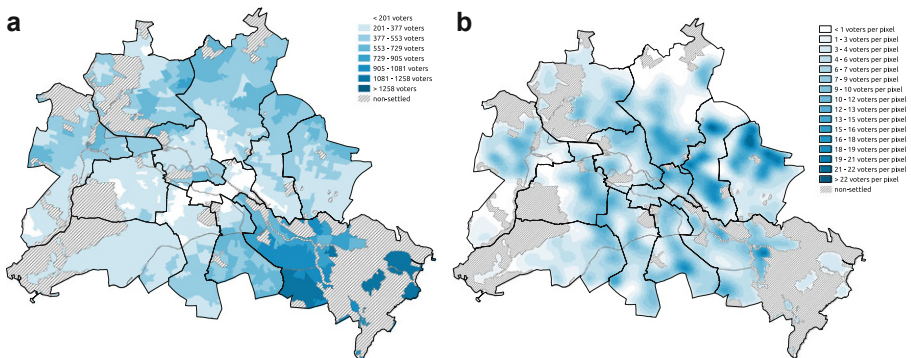 a
< 201 voters
201 - 377 voters
377 - 553 voters
553 - 729 voters
729 - 905 voters
905 - 1081 voters
1081 - 1258 voters
> 1258 voters
non-settled
b
< 1 voters per pixel
1 - 3 voters per pixel
3 - 4 voters per pixel
4 - 6 voters per pixel
6 - 7 voters per pixel
7 - 9 voters per pixel
9 - 10 voters per pixel
10 - 12 voters per pixel
12 - 13 voters per pixel
13 - 15 voters per pixel
15 - 16 voters per pixel
16 - 18 voters per pixel
18 - 19 voters per pixel
19 - 21 voters per pixel
21 - 22 voters per pixel
> 22 voters per pixel
non-settled